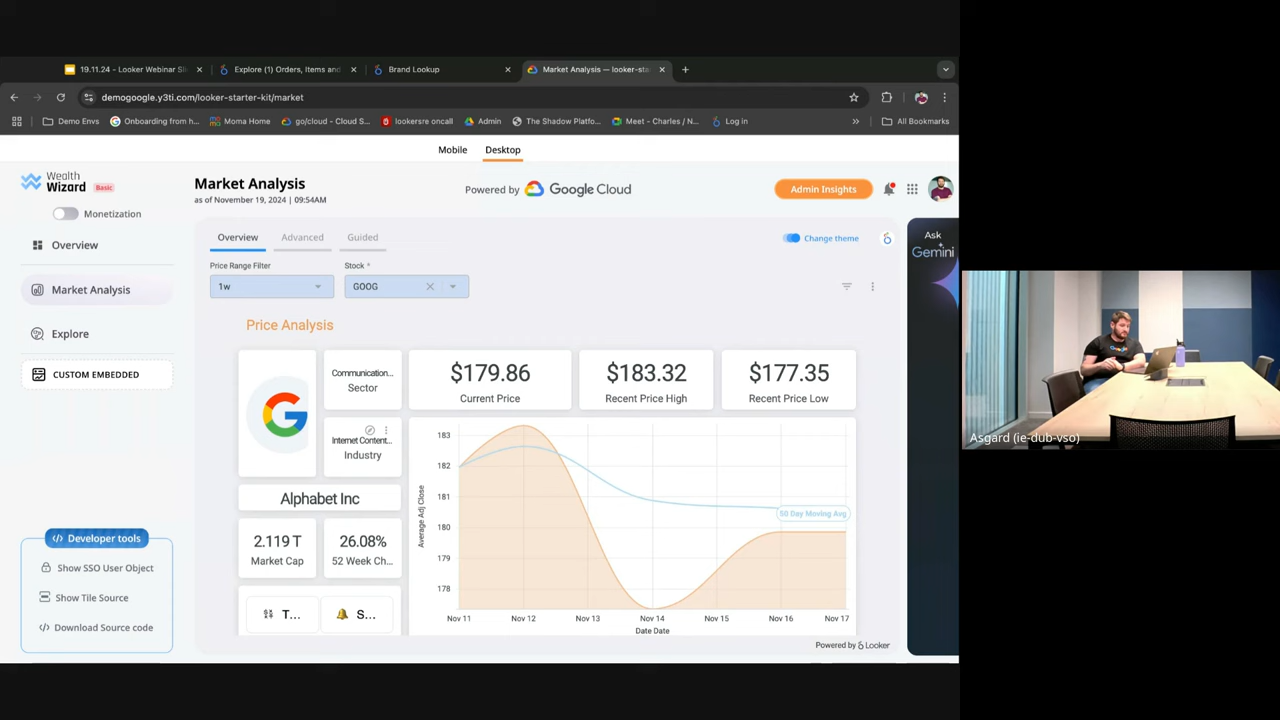 19.11.24 - Looker Webinar Sli
Explore (1) Orders, Items and
Brand Lookup
Market Analysis — looker-sta
demogoogle.y3ti.com/looker-starter-kit/market
Demo Envs
Onboarding from h...
Moma Home
go/cloud - Cloud S...
lookersre oncall
Admin
The Shadow Platfo...
Meet - Charles / N...
Log in
All Bookmarks
Mobile
Desktop
Wealth
Wizard
Basic
Monetization
Overview
Market Analysis
Explore
CUSTOM EMBEDDED
Developer tools
Show SSO User Object
Show Tile Source
Download Source code
Market Analysis
as of November 19, 2024 | 09:54AM
Powered by Google Cloud
Admin Insights
Overview
Advanced
Guided
Change theme
Price Range Filter
1w
Stock *
GOOG
Price Analysis
Communication...
Sector
Internet Content...
Industry
Alphabet Inc
2.119 T
Market Cap
26.08%
52 Week Ch...
T...
S...
$179.86
Current Price
$183.32
Recent Price High
$177.35
Recent Price Low
183
182
181
180
179
178
Average Adj Close
50 Day Moving Avg
Nov 11
Nov 12
Nov 13
Nov 14
Nov 15
Nov 16
Nov 17
Date Date
Powered by Looker
Ask
Gemini
Google
Asgard (ie-dub-vso)